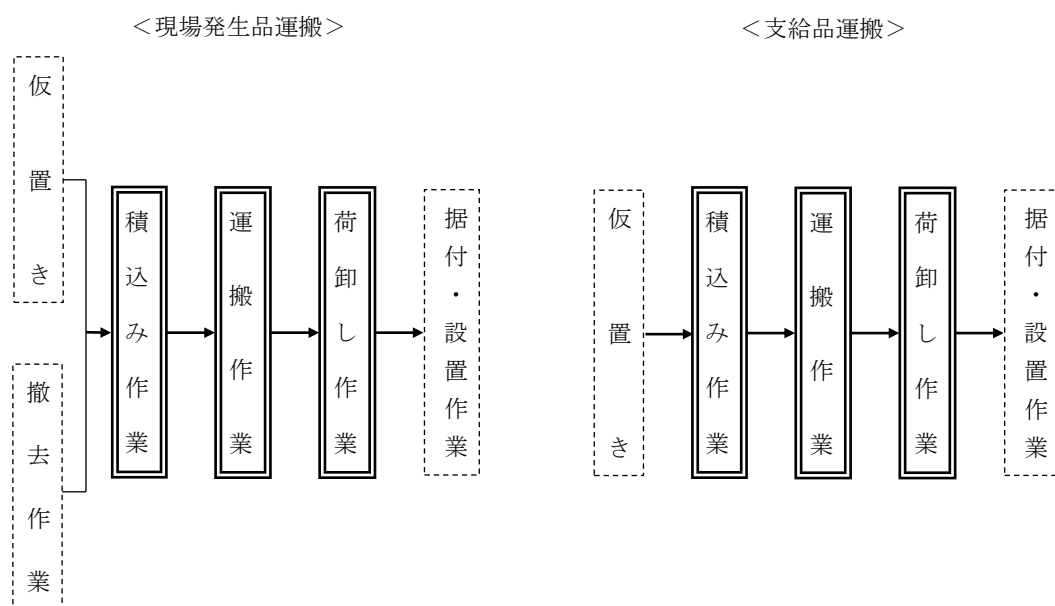 ＜現場発生品運搬＞
仮置き
撤去作業
積込み作業
運搬作業
荷卸し作業
据付・設置作業
＜支給品運搬＞
仮置き
積込み作業
運搬作業
荷卸し作業
据付・設置作業